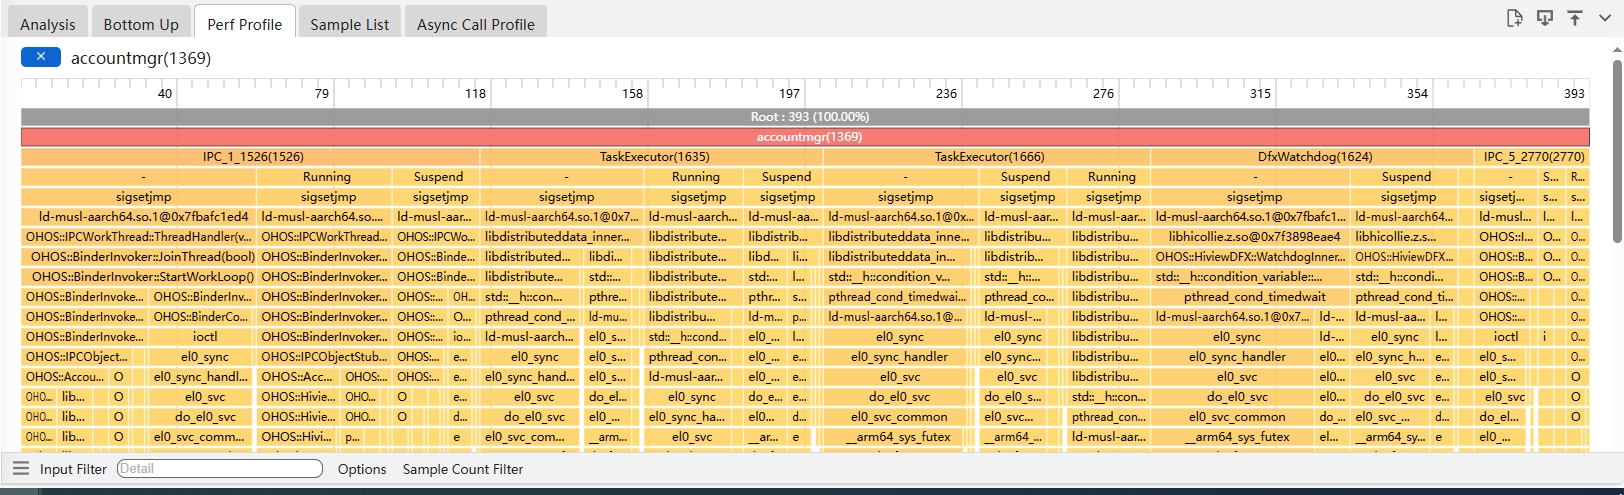 Analysis Bottom Up Perf Profile Sample List Async Call Profile
× accountmgr(1369)
40 79 118 158 197 236 276 315 354 393
Root : 393 (100.00%)
accountmgr(1369)
IPC_1_1526(1526) TaskExecutor(1635) TaskExecutor(1666) DfxWatchdog(1624) IPC_5_2770(2770)
- Running Suspend - Running Suspend - Suspend Running - Suspend - S... R...
sigsetjmp sigsetjmp sigsetjmp sigsetjmp sigsetjmp sigsetjmp sigsetjmp sigsetjmp sigsetjmp sigsetjmp sigsetjmp sigsetj... s... s...
ld-musl-aarch64.so.1@0x7fbafc1ed4 ld-musl-aarch64.so.... ld-musl-aar... ld-musl-aarch64.so.1@0x7... ld-musl-aarch... ld-musl-aa... ld-musl-aarch64.so.1@0x... ld-musl-aar... ld-musl-aar... ld-musl-aarch64.so.1@0x7fbafc1... ld-musl-aarch64... ld-musl... l... l...
OHOS::IPCWorkThread::ThreadHandler(v... OHOS::IPCWorkThread... OHOS::IPCWo... libdistributeddata_inner... libdistribute... libdistrib... libdistributeddata_inne... libdistribu... libdistribu... libhicollie.z.so@0x7f3898eae4 libhicollie.z.s... OHOS::I... O... 0...
OHOS::BinderInvoker::JoinThread(bool) OHOS::BinderInvoker... OHOS::Binde... libdistribute... libdi... libdistribute... libd... l... libdistributeddata_in... libdistribu... libdistribu... OHOS::HiviewDFX::WatchdogInner... OHOS::HiviewDFX... OHOS::B... O... 0...
OHOS::BinderInvoker::StartWorkLoop() OHOS::BinderInvoker... OHOS::Binde... libdistribute... std::... libdistribute... std:... l... std::__h::condition_v... std::__h::... libdistribu... std::__h::condition_variable::... std::__h::condi... OHOS::B... O... 0...
OHOS::BinderInvoke... OHOS::BinderInv... OHOS::BinderInvoker... OHOS::... OH... std::__h::con... pthre... libdistribute... pthr... s... pthread_cond_timedwai... pthread_co... libdistribu... pthread_cond_timedwait pthread_cond_ti... OHOS::... 0...
OHOS::BinderInvoke... OHOS::BinderCo... OHOS::BinderInvoker... OHOS::... O... pthread_cond_... ld-mu... libdistribu... ld-m... p... ld-musl-aarch64.so.1@... ld-musl-... libdistribu... ld-musl-aarch64.so.1@0x7... ld-... ld-musl-aarc... l... OHOS::... 0...
OHOS::BinderInvoke... ioctl OHOS::BinderInvoker... OHOS::... io... ld-musl-aarch... el0_s... std::__h::cond... ld-m... e... el0_sync el0_sync libdistribu... el0_sync ld-... el0_sync l... ioctl i 0...
OHOS::IPCObject... el0_sync OHOS::IPCObjectStub... OHOS::... e... el0_sync el0_s... pthread_con... el0_... e... el0_sync_handler el0_sync... libdistribu... el0_sync_handler el0... el0_sync_h... e... el0_s... 0...
OHOS::Accou... O el0_sync_handl... OHOS::Acc... OHOS::... OHOS:... e... el0_sync_hand... el0_s... ld-musl-aar... el0_... e... el0_svc el0_svc libdistribu... el0_svc el0... el0_svc e... el0_s... O
OHO... lib... O el0_svc OHOS::Hivie... OHO... O e... el0_svc do_el... el0_sync do_e... e... do_el0_svc do_el0_s... std::__h::con... do_el0_svc el0... do_el0_svc e... el0_svc O
OHO... lib... O do_el0_svc OHOS::Hivie... OHO... d... do_el0_svc el0_s... el0_sync_ha... el0... d... el0_svc_common el0_svc... pthread_con... el0_svc_common do_... el0_svc_... d... do_el... O
OHO... lib... O el0_svc_comm... OHOS::Hivi... p... e el0_svc_com... __arm... el0_svc __ar... e __arm64_sys_futex __arm64_... ld-musl-aar... __arm64_sys_futex el... __arm64_sy... e el0_...
Input Filter Detail Options Sample Count Filter